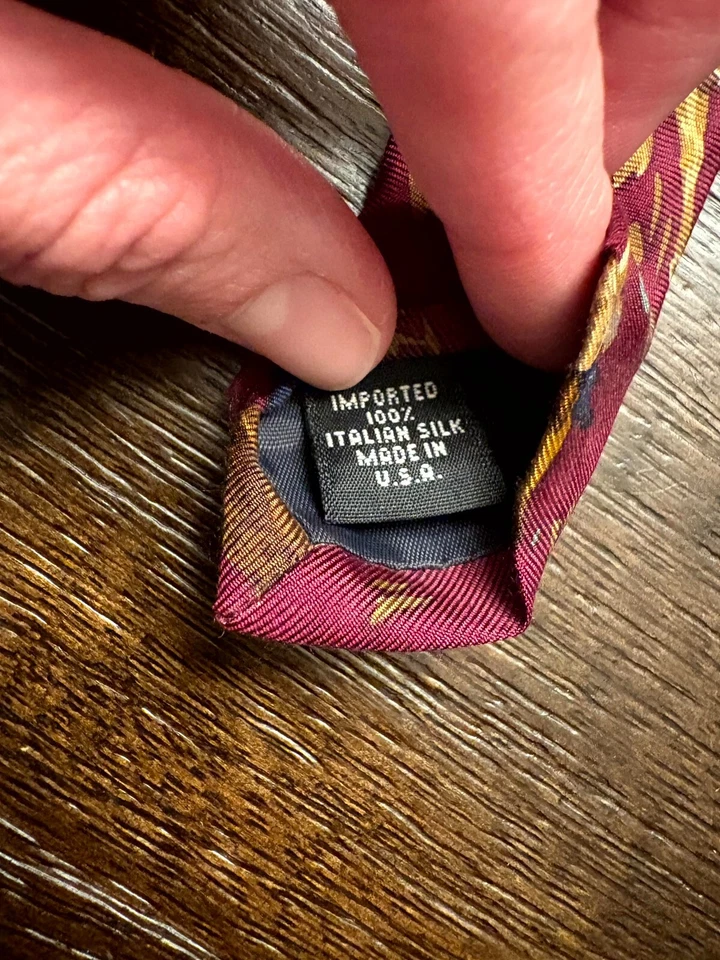 IMPORTED
100%
ITALIAN SILK
MADE IN
U.S.A.